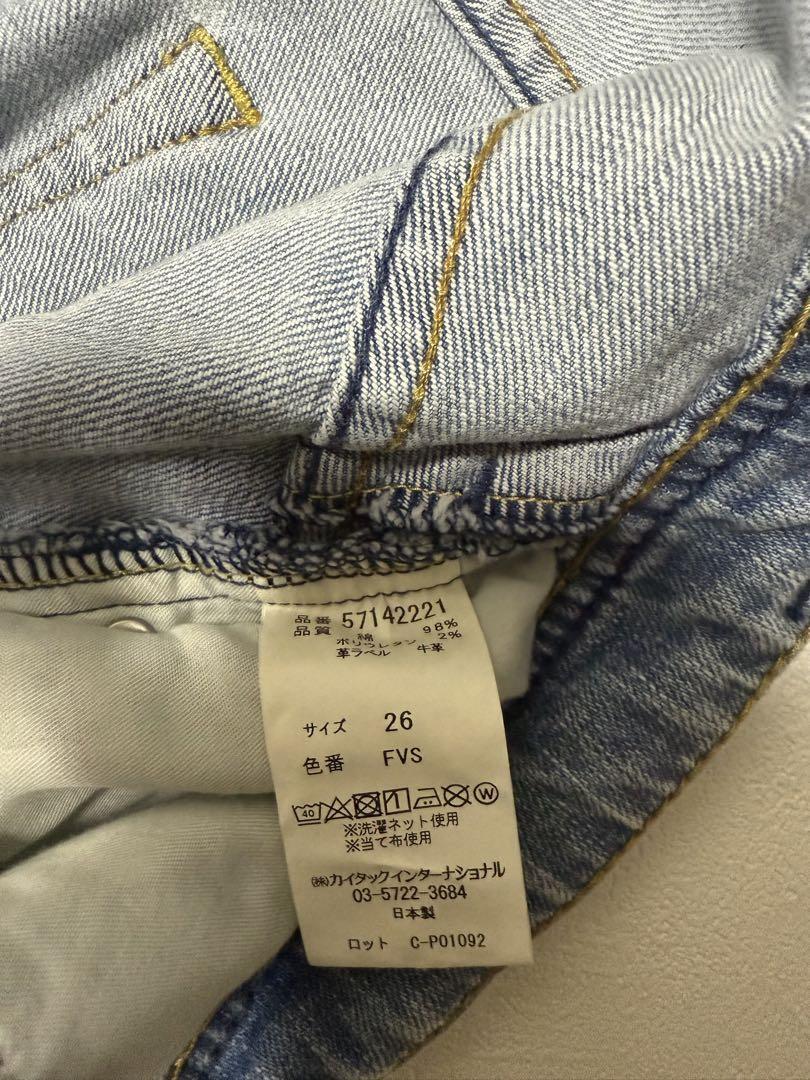 品番 57142221
品質 綿 98%
ポリウレタン 2%
革ラベル 牛革
サイズ 26
色番 FVS
40 W
※洗濯ネット使用
※当て布使用
㈱カイタックインターナショナル
03-5722-3684
日本製
ロット C-P01092